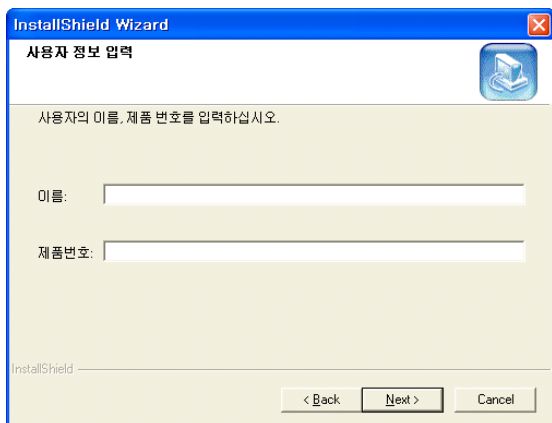 InstallShield Wizard
사용자 정보 입력
사용자의 이름, 제품 번호를 입력하십시오.
이름:
제품번호:
InstallShield
< Back
Next >
Cancel